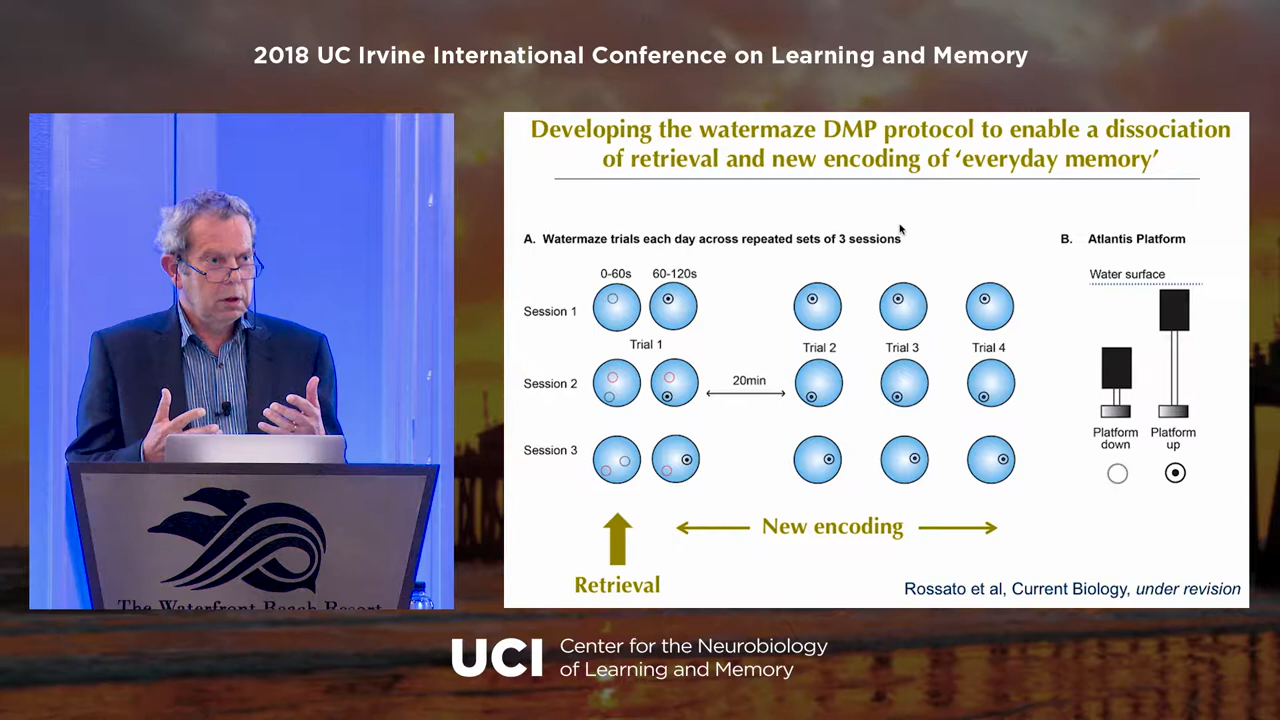 2018 UC Irvine International Conference on Learning and Memory
Developing the watermaze DMP protocol to enable a dissociation
of retrieval and new encoding of ‘everyday memory’
A. Watermaze trials each day across repeated sets of 3 sessions
B. Atlantis Platform
0-60s 60-120s
Water surface
Session 1
Trial 1 Trial 2 Trial 3 Trial 4
Session 2
20min
Platform
down
Platform
up
Session 3
New encoding
Retrieval
Rossato et al, Current Biology, under revision
The Waterfront Beach Resort
UCI Center for the Neurobiology
of Learning and Memory